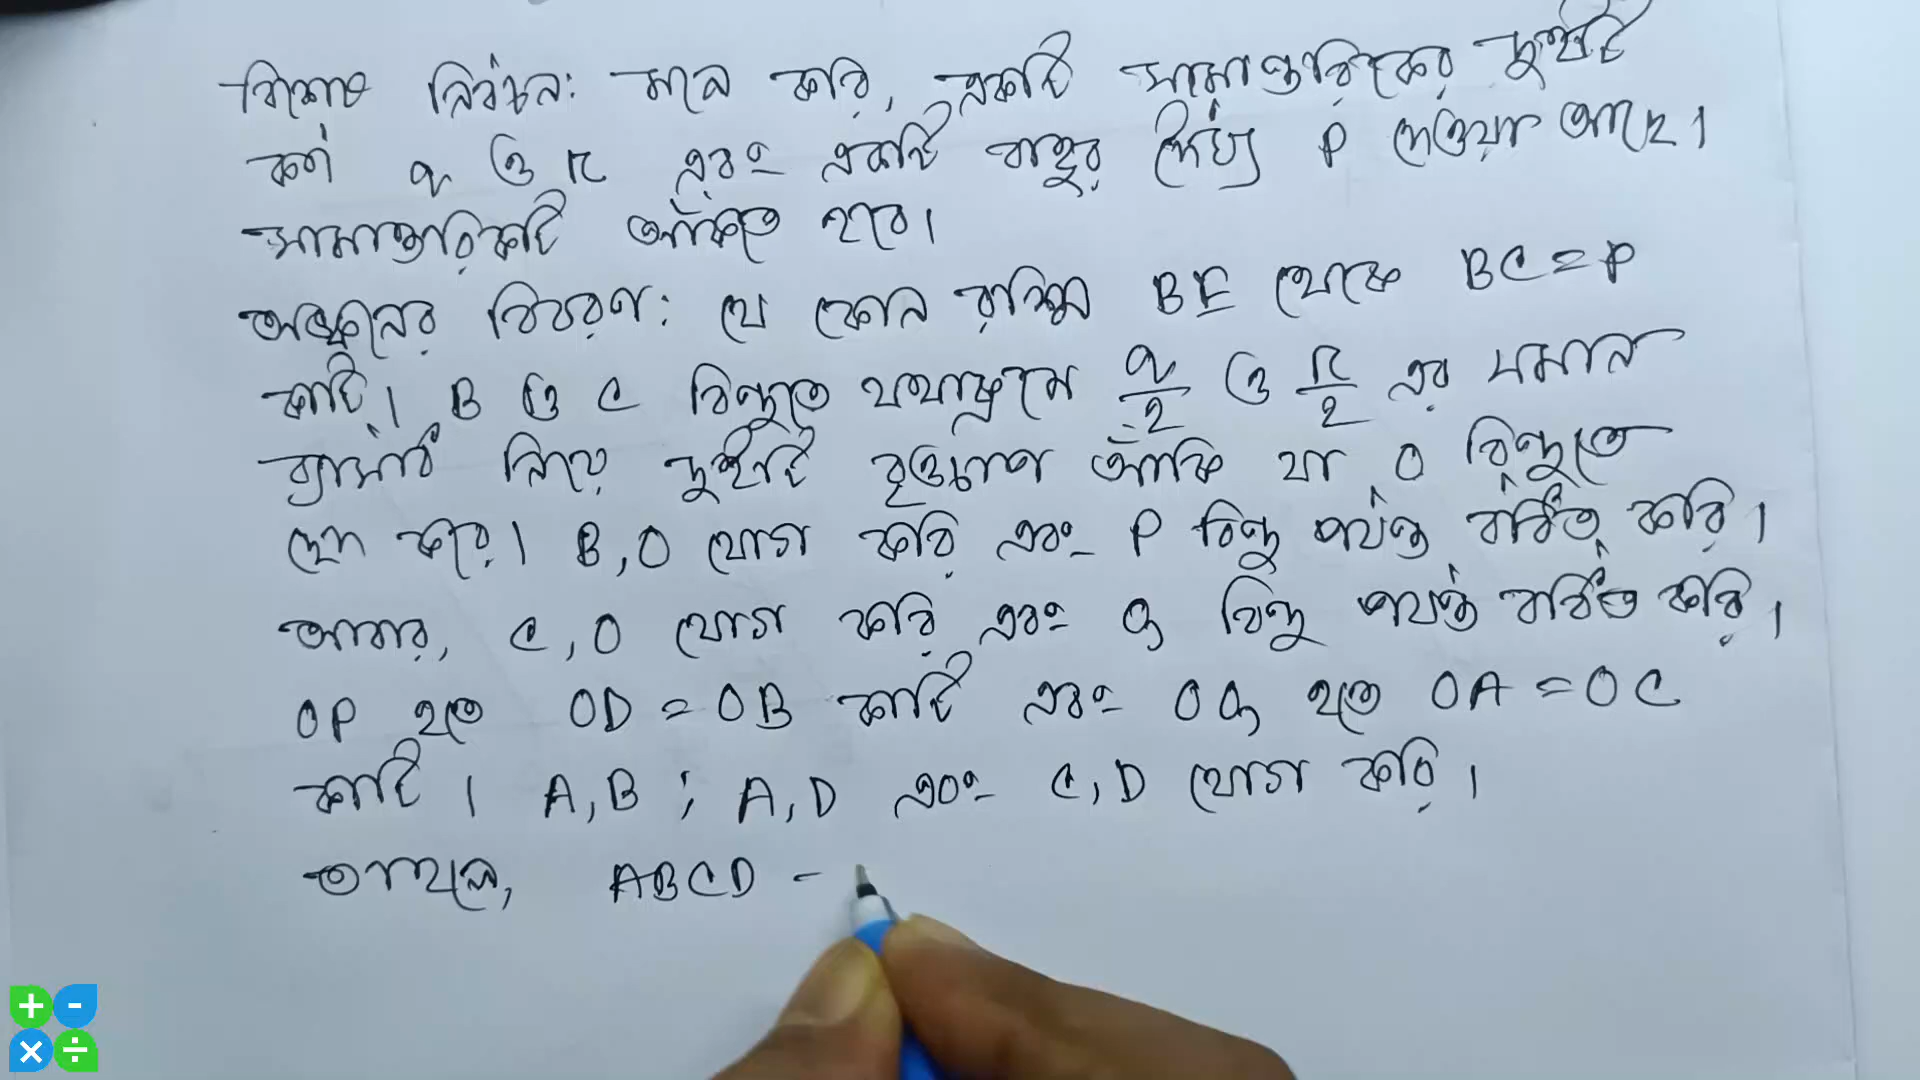 বিশেষ নির্বচন: মনে করি, একটি সামান্তরিকের দুইটি
কর্ণ q ও r এবং একটি বাহুর দৈর্ঘ্য P দেওয়া আছে।
সামান্তরিকটি আঁকতে হবে।
অঙ্কনের বিবরণ: যে কোন রশ্মি BE থেকে BC = P
কাটি। B ও C বিন্দুতে যথাক্রমে q/2 ও r/2 এর সমান
ব্যাসার্ধ নিয়ে দুইটি বৃত্তচাপ আঁকি যা O বিন্দুতে
ছেদ করে। B, O যোগ করি এবং P বিন্দু পর্যন্ত বর্ধিত করি।
আবার, C, O যোগ করি এবং Q বিন্দু পর্যন্ত বর্ধিত করি।
OP হতে OD = OB কাটি এবং OQ হতে OA = OC
কাটি। A, B ; A, D এবং C, D যোগ করি।
তাহলে, ABCD -
+ - × ÷